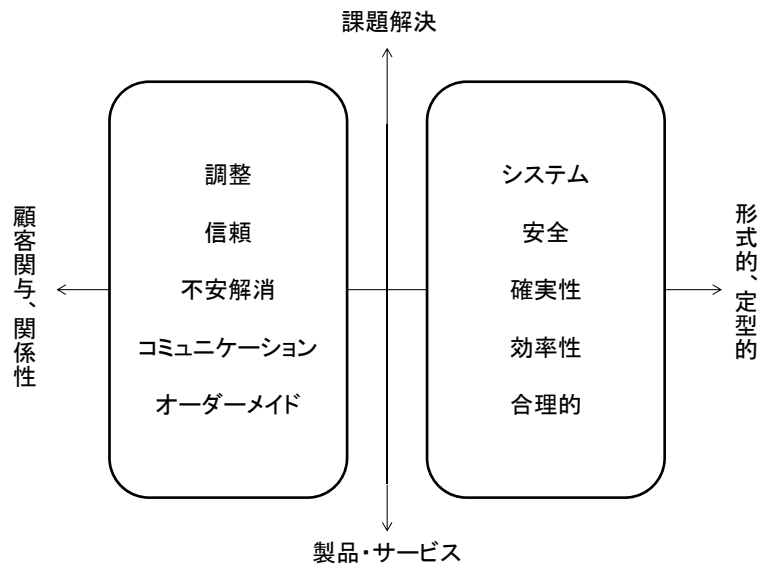 課題解決
調整
信頼
不安解消
コミュニケーション
オーダーメイド
システム
安全
確実性
効率性
合理的
顧客関与、関係性
形式的、定型的
製品・サービス